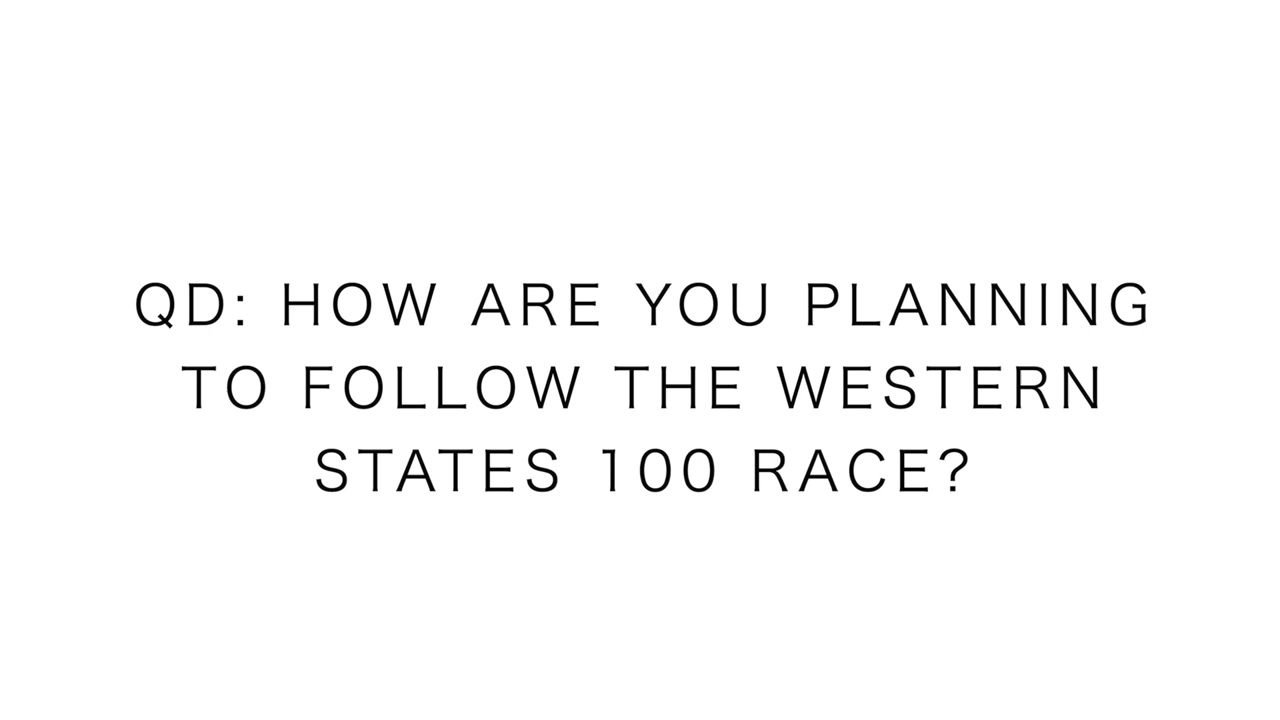 QD: HOW ARE YOU PLANNING
TO FOLLOW THE WESTERN
STATES 100 RACE?